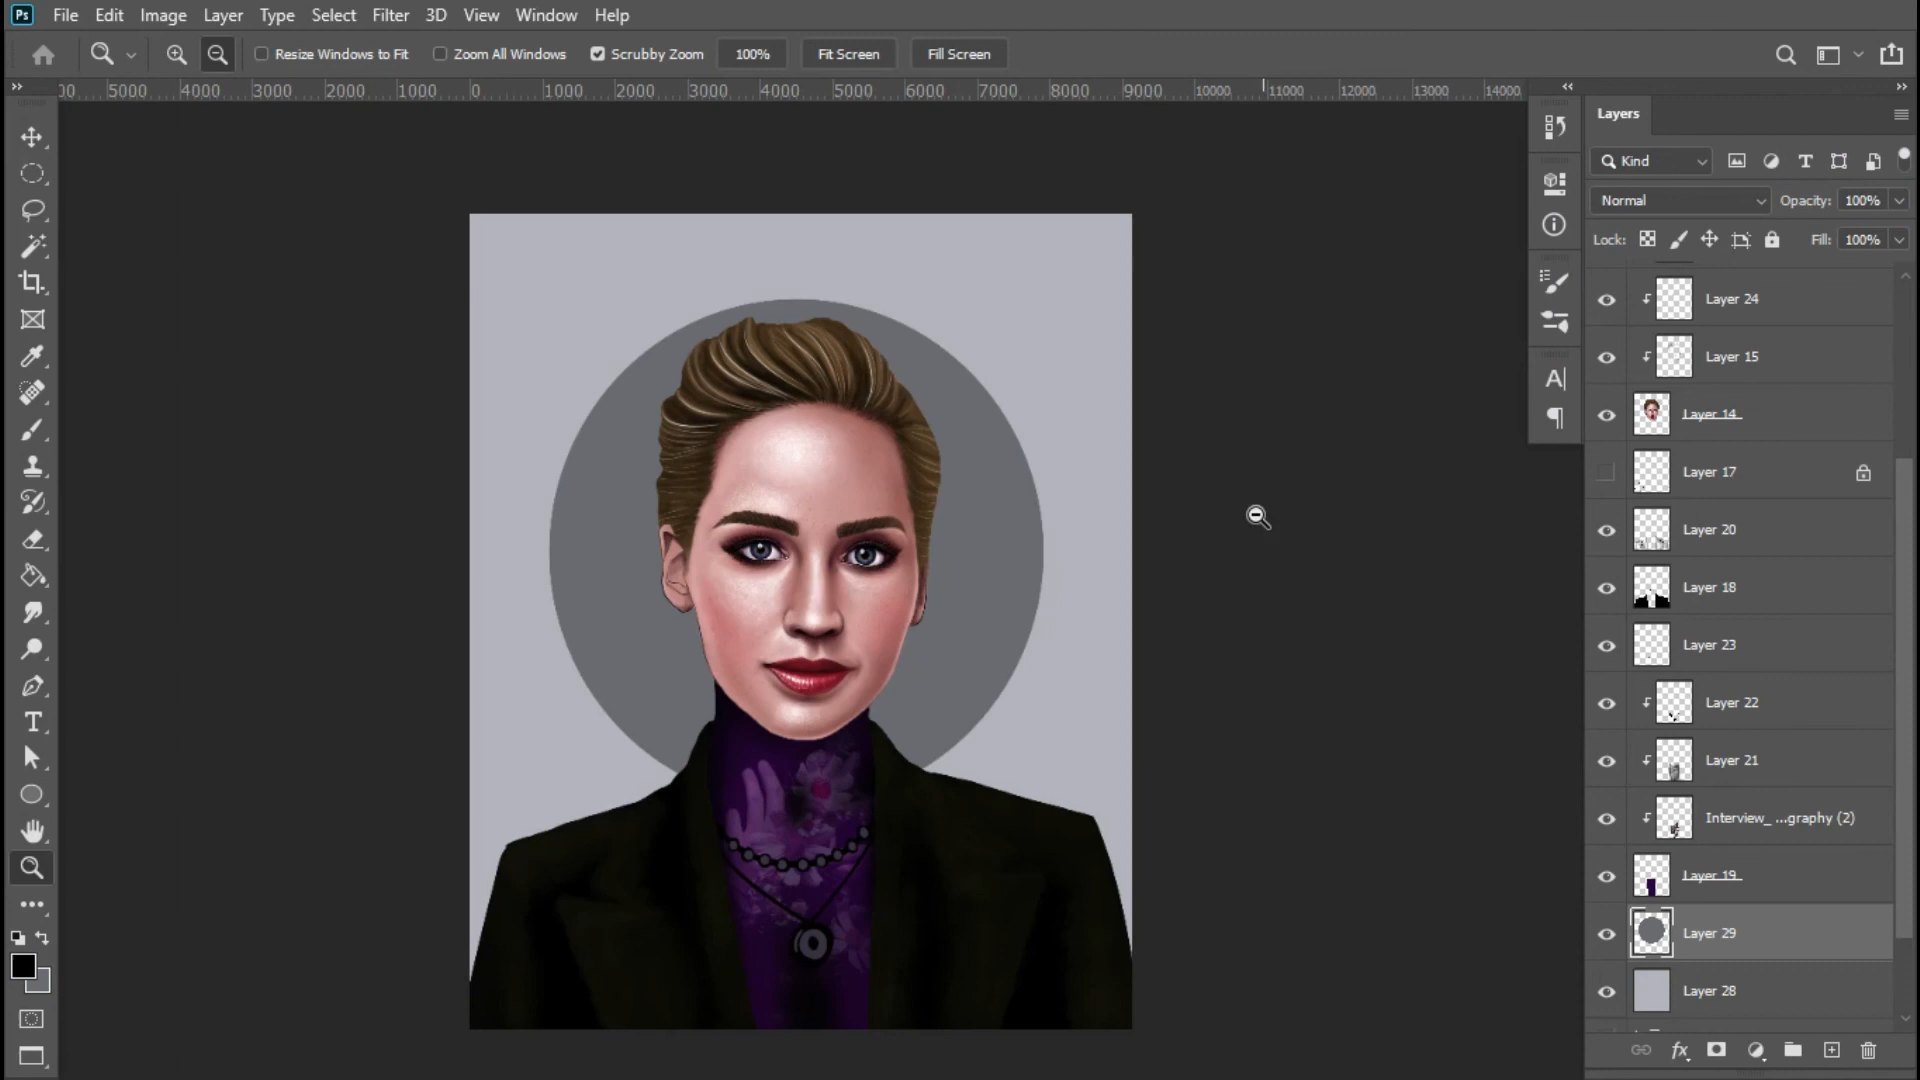 Ps File Edit Image Layer Type Select Filter 3D View Window Help
Resize Windows to Fit Zoom All Windows Scrubby Zoom 100% Fit Screen Fill Screen
00 5000 4000 3000 2000 1000 0 1000 2000 3000 4000 5000 6000 7000 8000 9000 10000 11000 12000 13000 14000
Layers
Kind
Normal Opacity: 100%
Lock: Fill: 100%
Layer 24
Layer 15
Layer 14
Layer 17
Layer 20
Layer 18
Layer 23
Layer 22
Layer 21
Interview_ ...graphy (2)
Layer 19
Layer 29
Layer 28